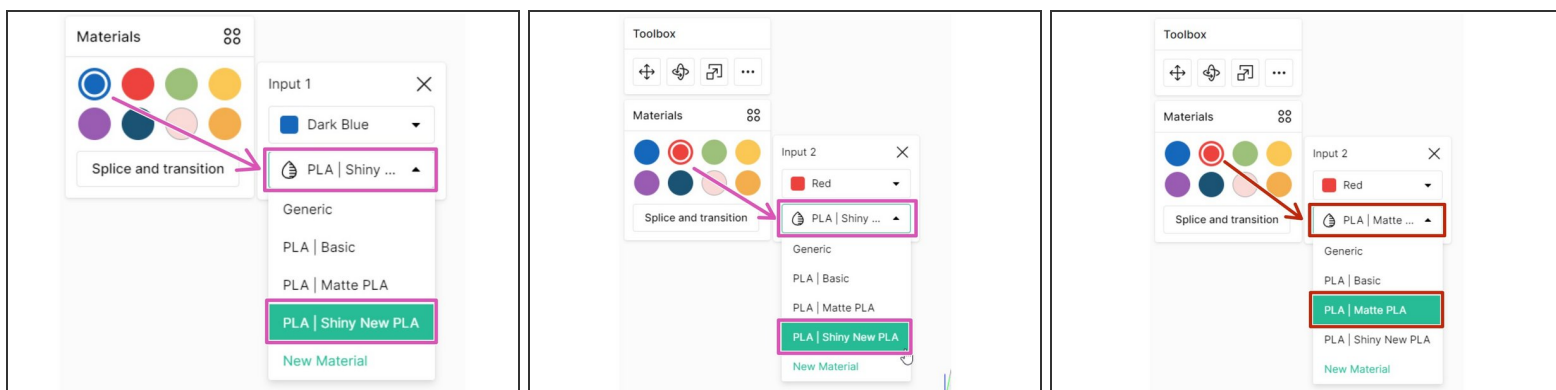 Materials
Input 1
Dark Blue
Splice and transition
PLA | Shiny ...
Generic
PLA | Basic
PLA | Matte PLA
PLA | Shiny New PLA
New Material
Toolbox
Materials
Input 2
Red
Splice and transition
PLA | Shiny ...
Generic
PLA | Basic
PLA | Matte PLA
PLA | Shiny New PLA
New Material
Toolbox
Materials
Input 2
Red
Splice and transition
PLA | Matte ...
Generic
PLA | Basic
PLA | Matte PLA
PLA | Shiny New PLA
New Material